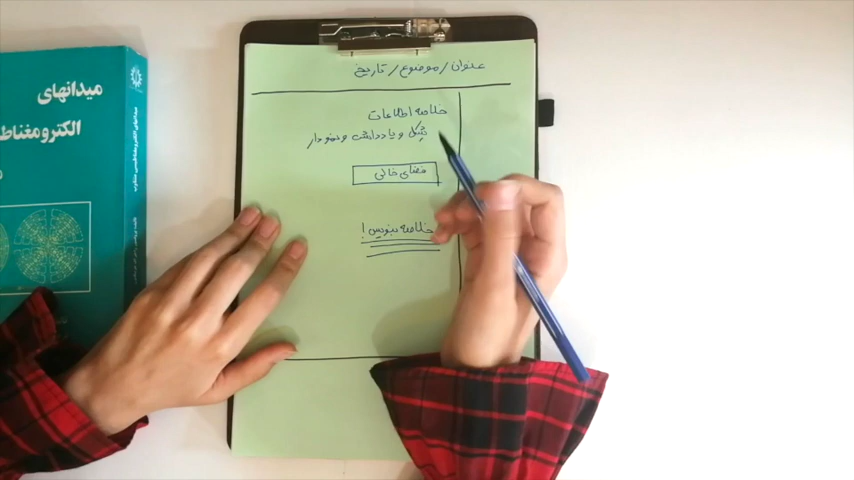 عنوان / موضوع / تاریخ
خلاصه اطلاعات
شکل و یادداشت و نمودار
فضای خالی
خلاصه بنویس!
میدانهای
الکترومغناط